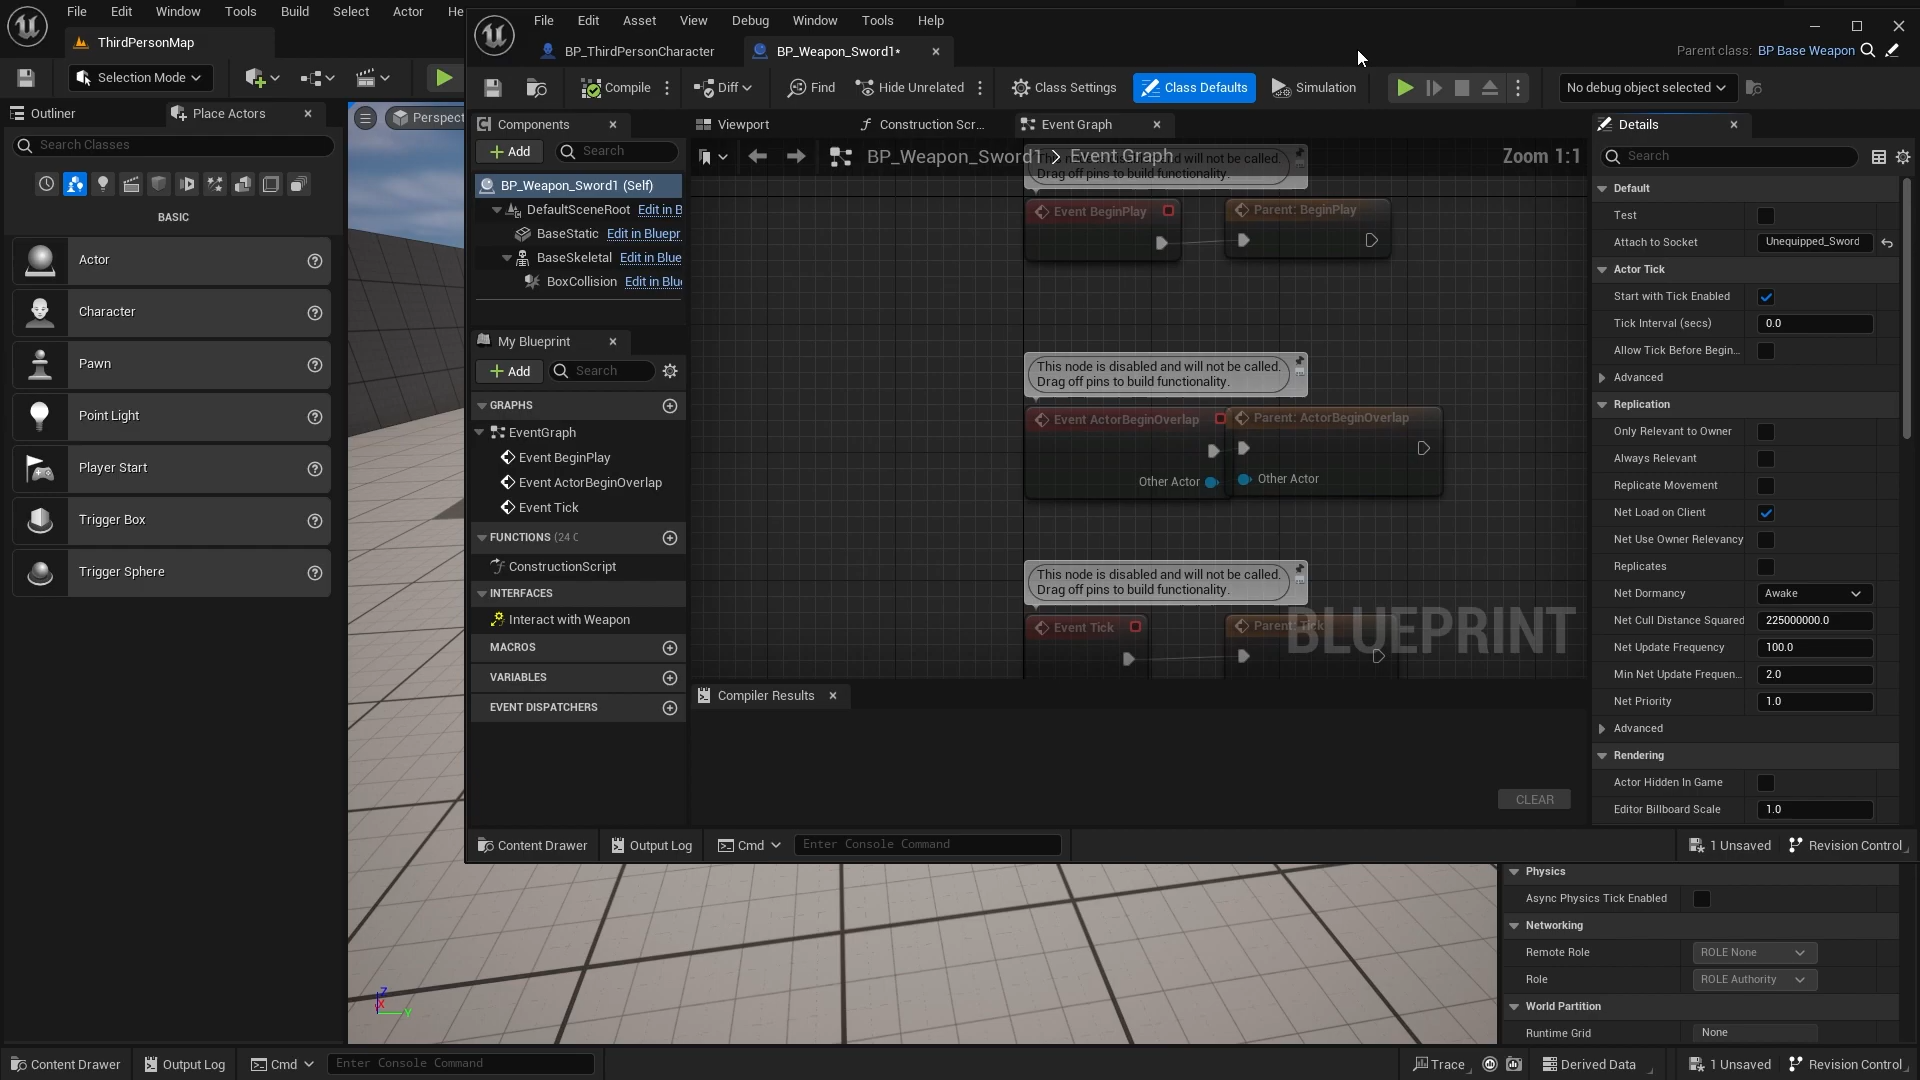 File Edit Window Tools Build Select Actor He
ThirdPersonMap
Selection Mode
Outliner
Place Actors
Search Classes
BASIC
Actor
Character
Pawn
Point Light
Player Start
Trigger Box
Trigger Sphere
Perspect
File Edit Asset View Debug Window Tools Help
BP_ThirdPersonCharacter
BP_Weapon_Sword1*
Parent class: BP Base Weapon
Compile
Diff
Find
Hide Unrelated
Class Settings
Class Defaults
Simulation
No debug object selected
Components
Add
Search
BP_Weapon_Sword1 (Self)
DefaultSceneRoot Edit in B
BaseStatic Edit in Bluepr
BaseSkeletal Edit in Blue
BoxCollision Edit in Blu
My Blueprint
Add
Search
GRAPHS
EventGraph
Event BeginPlay
Event ActorBeginOverlap
Event Tick
FUNCTIONS (24 
ConstructionScript
INTERFACES
Interact with Weapon
MACROS
VARIABLES
EVENT DISPATCHERS
Viewport
Construction Scr...
Event Graph
BP_Weapon_Sword1 > Event Graph
Zoom 1:1
disabled and will not be called.
Drag off pins to build functionality.
Event BeginPlay
Parent: BeginPlay
This node is disabled and will not be called.
Drag off pins to build functionality.
Event ActorBeginOverlap
Parent: ActorBeginOverlap
Other Actor
Other Actor
This node is disabled and will not be called.
Drag off pins to build functionality.
Event Tick
Parent: Tick
BLUEPRINT
Compiler Results
CLEAR
Content Drawer
Output Log
Cmd
Enter Console Command
1 Unsaved
Revision Control
Details
Search
Default
Test
Attach to Socket Unequipped_Sword
Actor Tick
Start with Tick Enabled
Tick Interval (secs) 0.0
Allow Tick Before Begin...
Advanced
Replication
Only Relevant to Owner
Always Relevant
Replicate Movement
Net Load on Client
Net Use Owner Relevancy
Replicates
Net Dormancy Awake
Net Cull Distance Squared 225000000.0
Net Update Frequency 100.0
Min Net Update Frequen... 2.0
Net Priority 1.0
Advanced
Rendering
Actor Hidden In Game
Editor Billboard Scale 1.0
Physics
Async Physics Tick Enabled
Networking
Remote Role ROLE None
Role ROLE Authority
World Partition
Runtime Grid None
Z
X
Y
Content Drawer
Output Log
Cmd
Enter Console Command
Trace
Derived Data
1 Unsaved
Revision Control